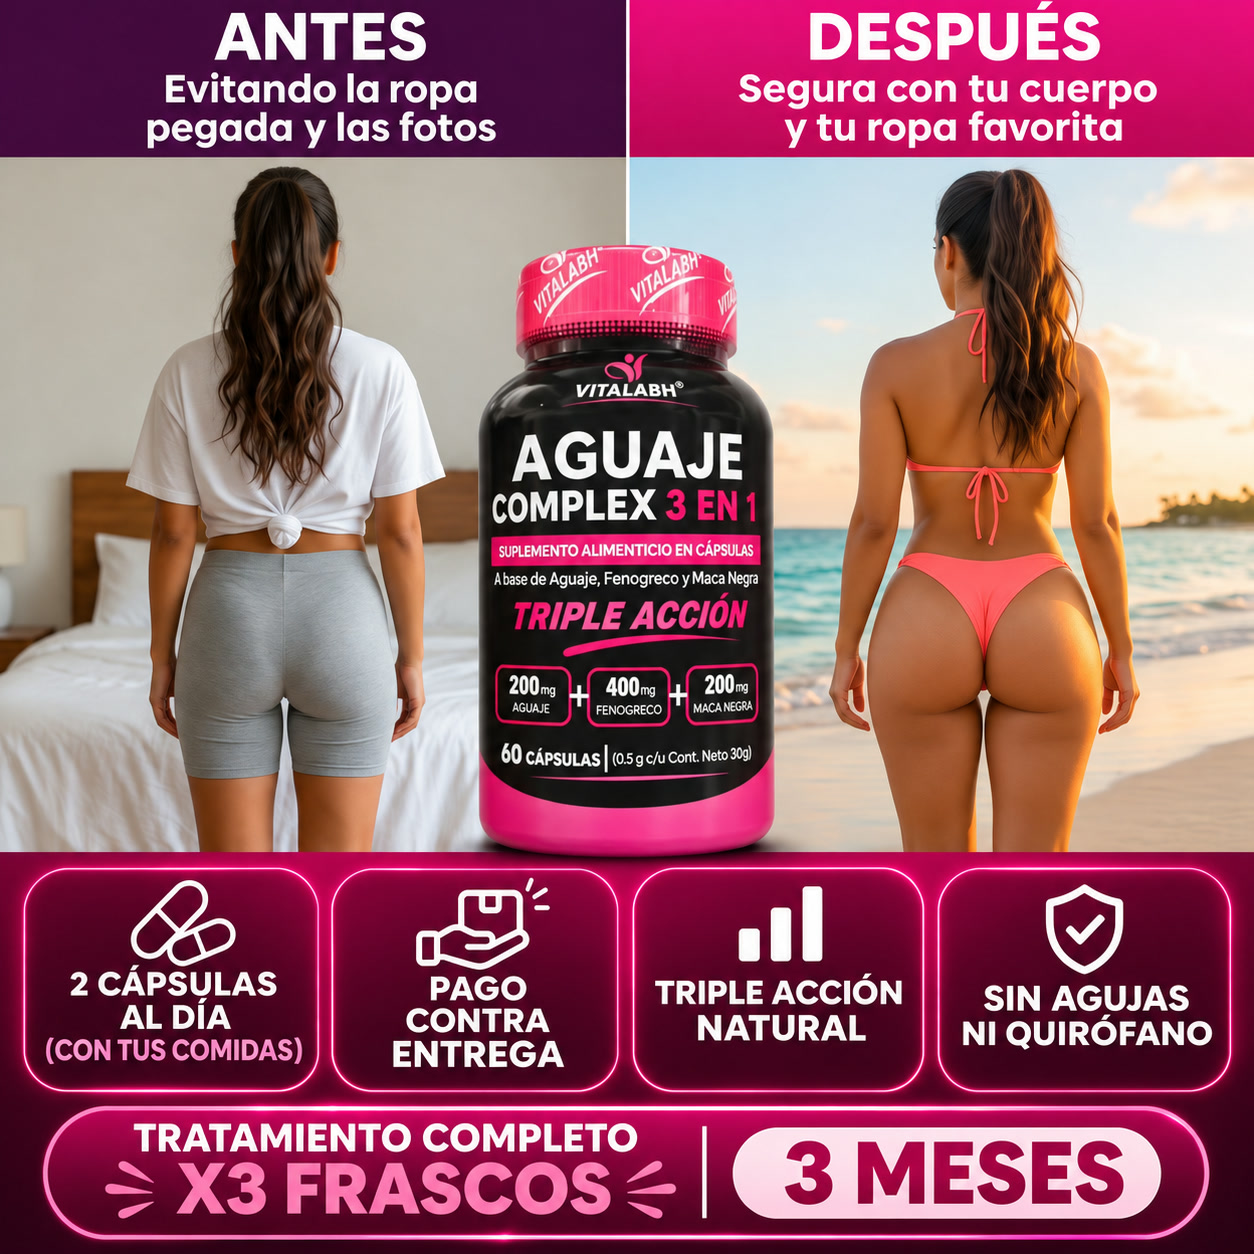 ANTES
Evitando la ropa
pegada y las fotos
DESPUÉS
Segura con tu cuerpo
y tu ropa favorita
VITALABH
VITALABH
VITALABH®
AGUAJE
COMPLEX 3 EN 1
SUPLEMENTO ALIMENTICIO EN CÁPSULAS
A base de Aguaje, Fenogreco y Maca Negra
TRIPLE ACCIÓN
200mg + 400mg + 200mg
AGUAJE FENOGRECO MACA NEGRA
60 CÁPSULAS | (0.5 g c/u Cont. Neto 30g)
2 CÁPSULAS
AL DÍA
(CON TUS COMIDAS)
PAGO
CONTRA
ENTREGA
TRIPLE ACCIÓN
NATURAL
SIN AGUJAS
NI QUIRÓFANO
TRATAMIENTO COMPLETO
X3 FRASCOS
3 MESES